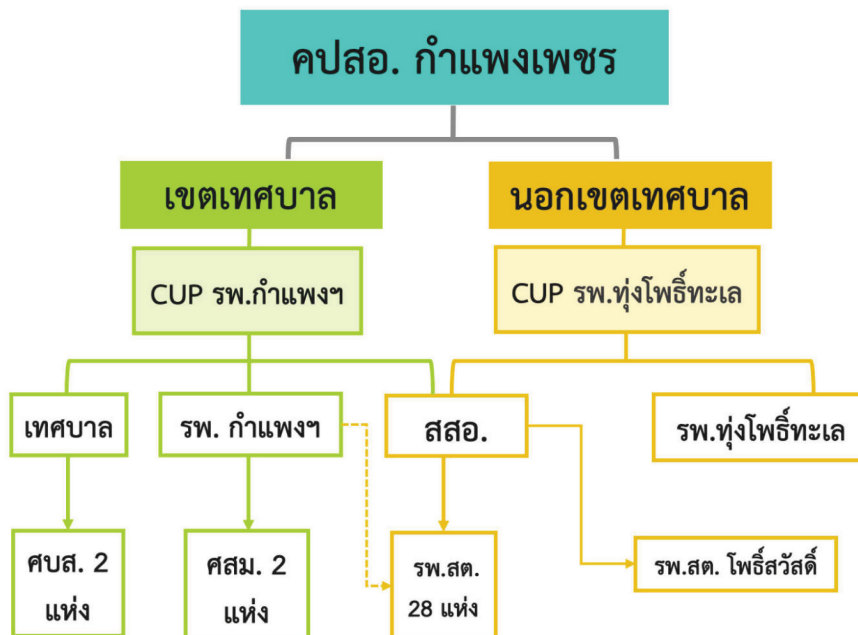 คปสอ. กำแพงเพชร
เขตเทศบาล
นอกเขตเทศบาล
CUP รพ.กำแพงฯ
CUP รพ.ทุ่งโพธิ์ทะเล
เทศบาล
รพ. กำแพงฯ
สสอ.
รพ.ทุ่งโพธิ์ทะเล
ศบส. 2
แห่ง
ศสม. 2
แห่ง
รพ.สต.
28 แห่ง
รพ.สต. โพธิ์สวัสดิ์